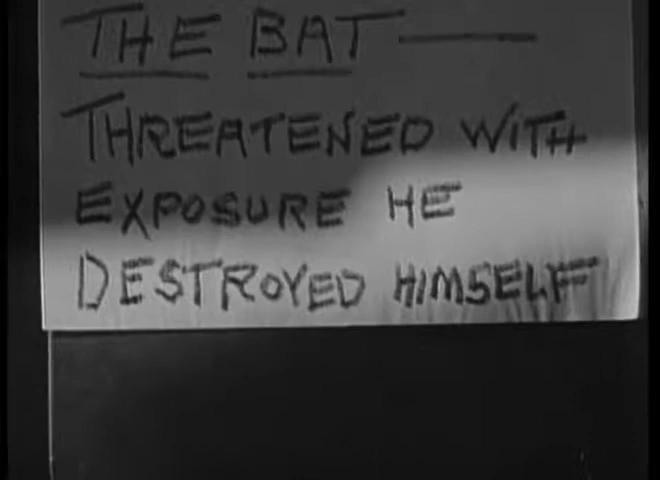 THE BAT —
THREATENED WITH
EXPOSURE HE
DESTROYED HIMSELF